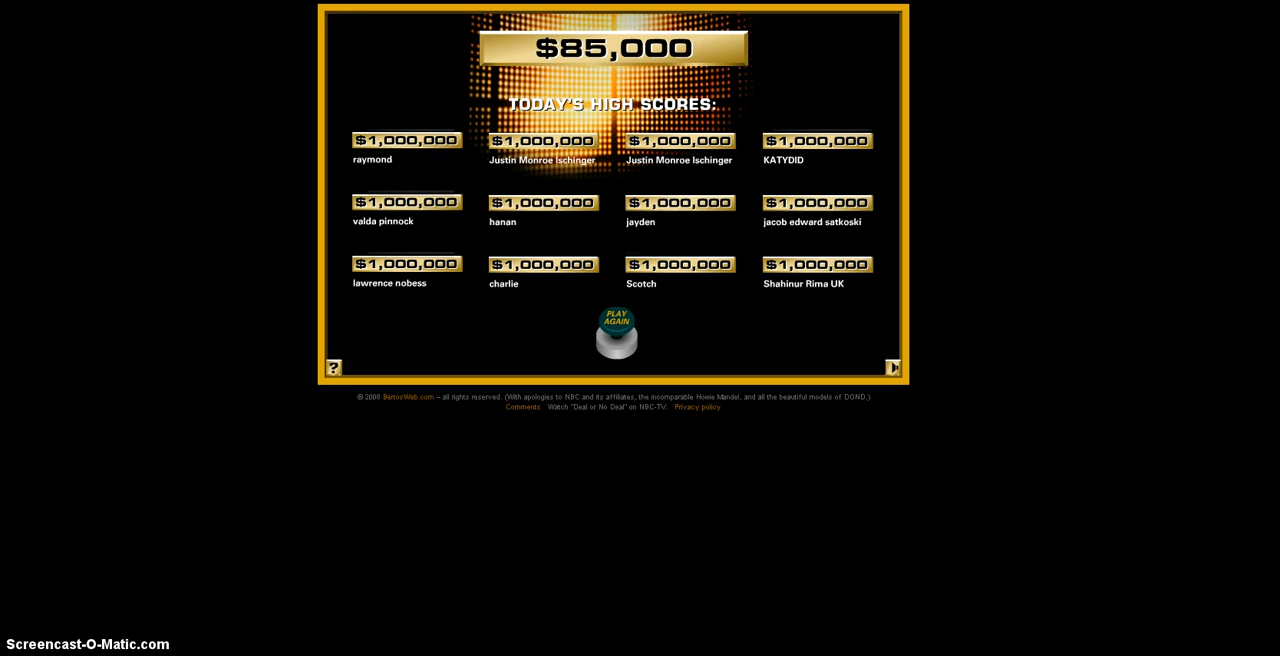 $85,000
TODAY'S HIGH SCORES:
$1,000,000 $1,000,000 $1,000,000 $1,000,000
raymond Justin Monroe Ischinger Justin Monroe Ischinger KATYDID
$1,000,000 $1,000,000 $1,000,000 $1,000,000
valda pinnock hanan jayden jacob edward satkoski
$1,000,000 $1,000,000 $1,000,000 $1,000,000
lawrence nobess charlie Scotch Shahinur Rima UK
PLAY
AGAIN
?
© 2008 BertosWeb.com – all rights reserved. (With apologies to NBC and its affiliates, the incomparable Howie Mandel, and all the beautiful models of DOND.)
Comments Watch "Deal or No Deal" on NBC-TV. Privacy policy
Screencast-O-Matic.com